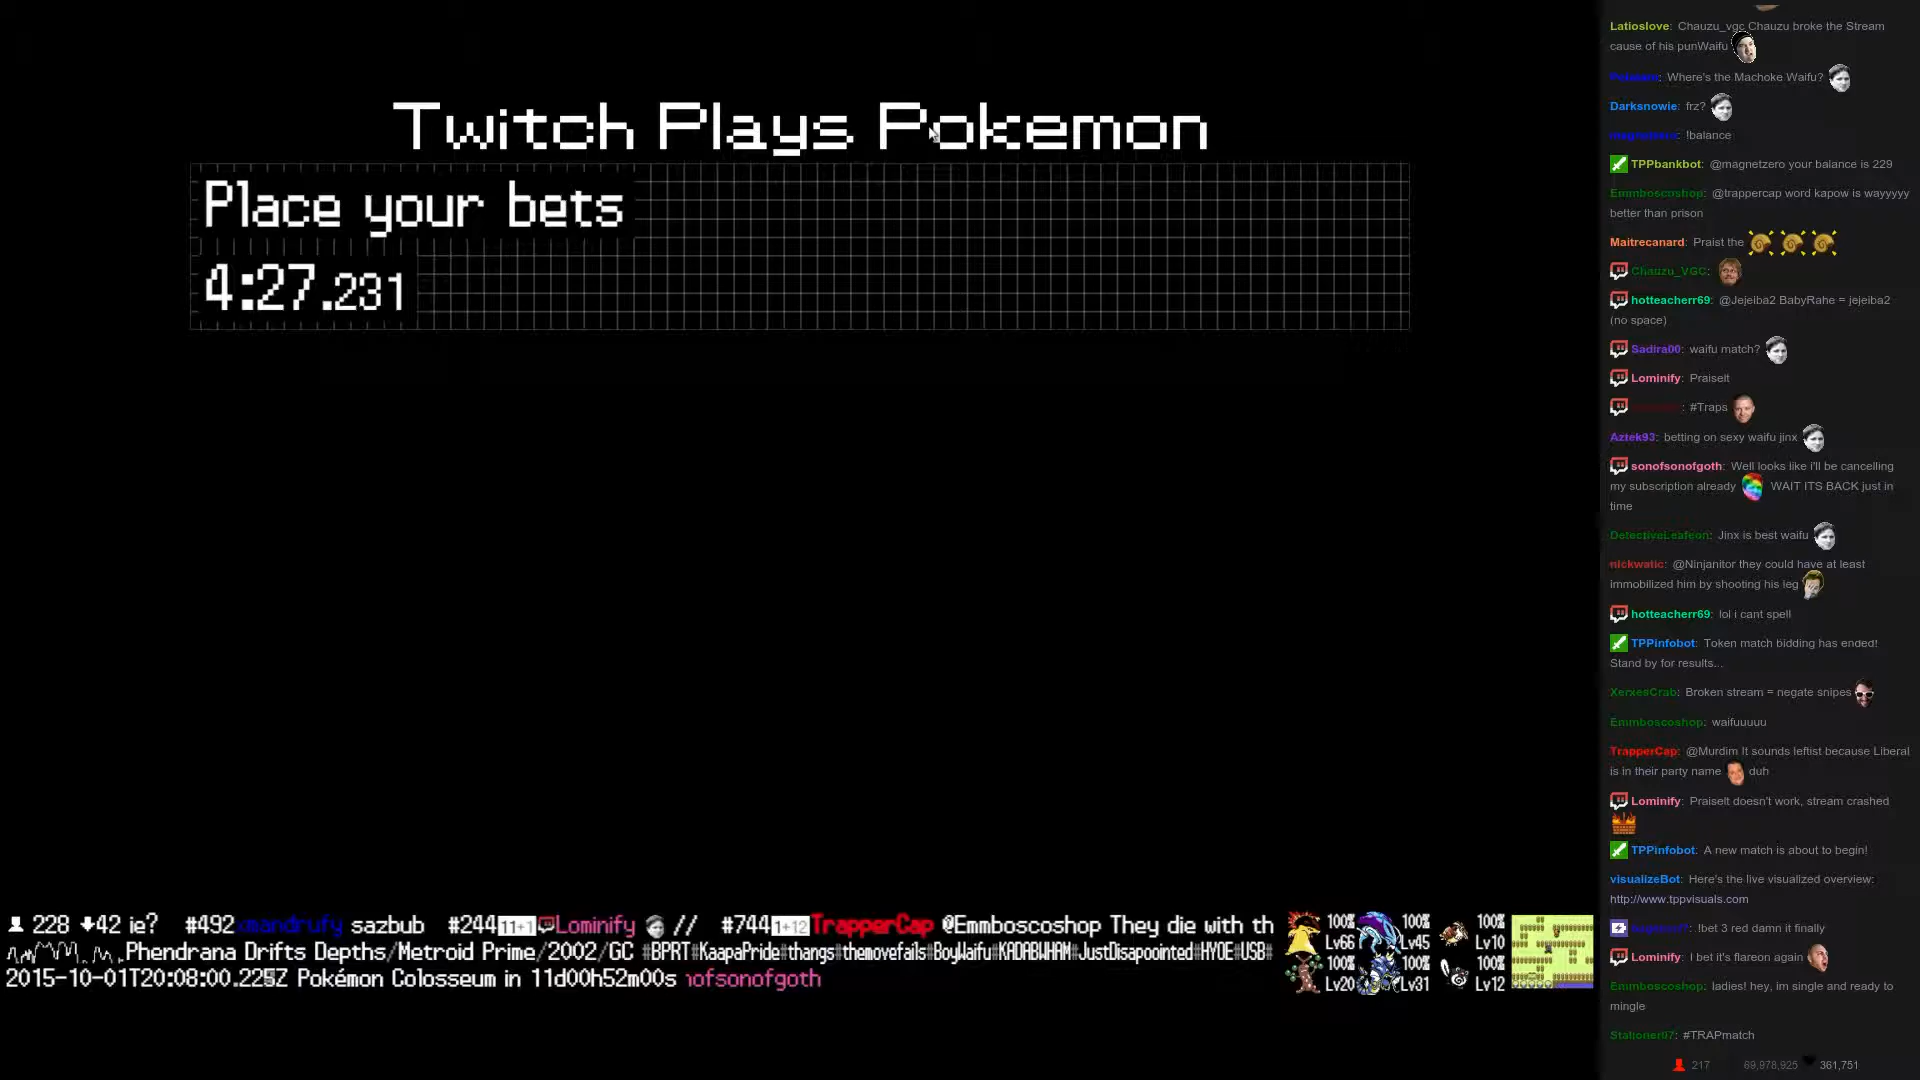 Twitch Plays Pokemon
Place your bets
4:27.231
228 42 ie? #492xmandrufy sazbub #24411+1Lominify // #7441+12TrapperCap @Emmboscoshop They die with th
Phendrana Drifts Depths/Metroid Prime/2002/GC #BPRT#KaapaPride#thangs#themovefails#BoyWaifu#KADABWHAM#JustDisapointed#HYDE#USB#
2015-10-01T20:08:00.225Z Pokémon Colosseum in 11d00h52m00s nofsonofgoth
100% 100% 100%
Lv66 Lv45 Lv10
100% 100% 100%
Lv20 Lv31 Lv12
Latioslove: Chauzu_vgc Chauzu broke the Stream
cause of his punWaifu
Where's the Machoke Waifu?
Darksnowie: frz?
magnetzero: !balance
TPPbankbot: @magnetzero your balance is 229
Emmboscoshop: @trappercap word kapow is wayyyyy
better than prison
Maitrecanard: Praist the
Chauzu_VGC:
hotteacherr69: @Jejeiba2 BabyRahe = jejeiba2
(no space)
Sadira00: waifu match?
Lominify: PraiseIt
: #Traps
Aztek93: betting on sexy waifu jinx
sonofsonofgoth: Well looks like i'll be cancelling
my subscription already WAIT ITS BACK just in
time
DetectiveLeafeon: Jinx is best waifu
nickwatic: @Ninjanitor they could have at least
immobilized him by shooting his leg
hotteacherr69: lol i cant spell
TPPinfobot: Token match bidding has ended!
Stand by for results...
XerxesCrab: Broken stream = negate snipes
Emmboscoshop: waifuuuuu
TrapperCap: @Murdim It sounds leftist because Liberal
is in their party name duh
Lominify: PraiseIt doesn't work, stream crashed
TPPinfobot: A new match is about to begin!
visualizeBot: Here's the live visualized overview:
http://www.tppvisuals.com
: !bet 3 red damn it finally
Lominify: I bet it's flareon again
Emmboscoshop: ladies! hey, im single and ready to
mingle
Stationer07: #TRAPmatch
217 69,978,925 361,751